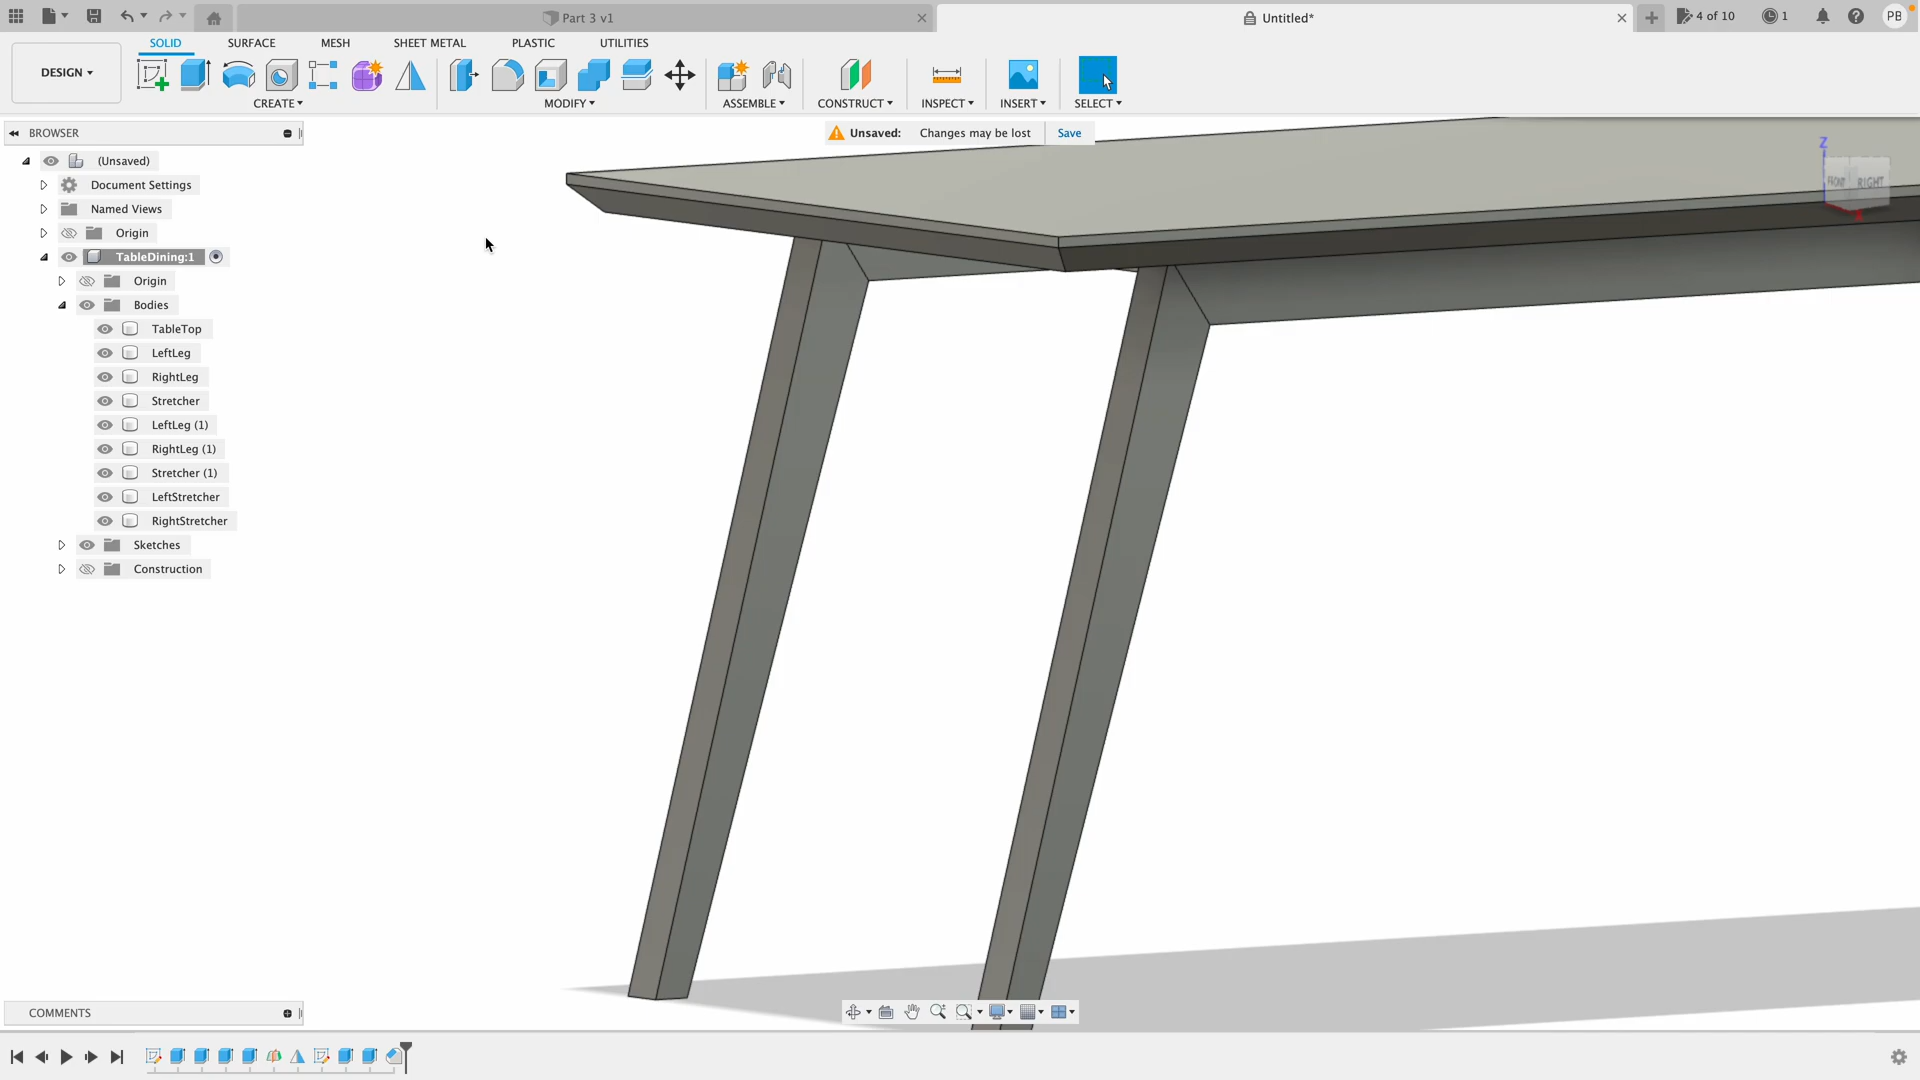 Part 3 v1
Untitled*
4 of 10
1
PB
DESIGN
SOLID
SURFACE
MESH
SHEET METAL
PLASTIC
UTILITIES
CREATE
MODIFY
ASSEMBLE
CONSTRUCT
INSPECT
INSERT
SELECT
BROWSER
Unsaved: Changes may be lost Save
(Unsaved)
Document Settings
Named Views
Origin
TableDining:1
Origin
Bodies
TableTop
LeftLeg
RightLeg
Stretcher
LeftLeg (1)
RightLeg (1)
Stretcher (1)
LeftStretcher
RightStretcher
Sketches
Construction
Z
FRONT
RIGHT
X
COMMENTS